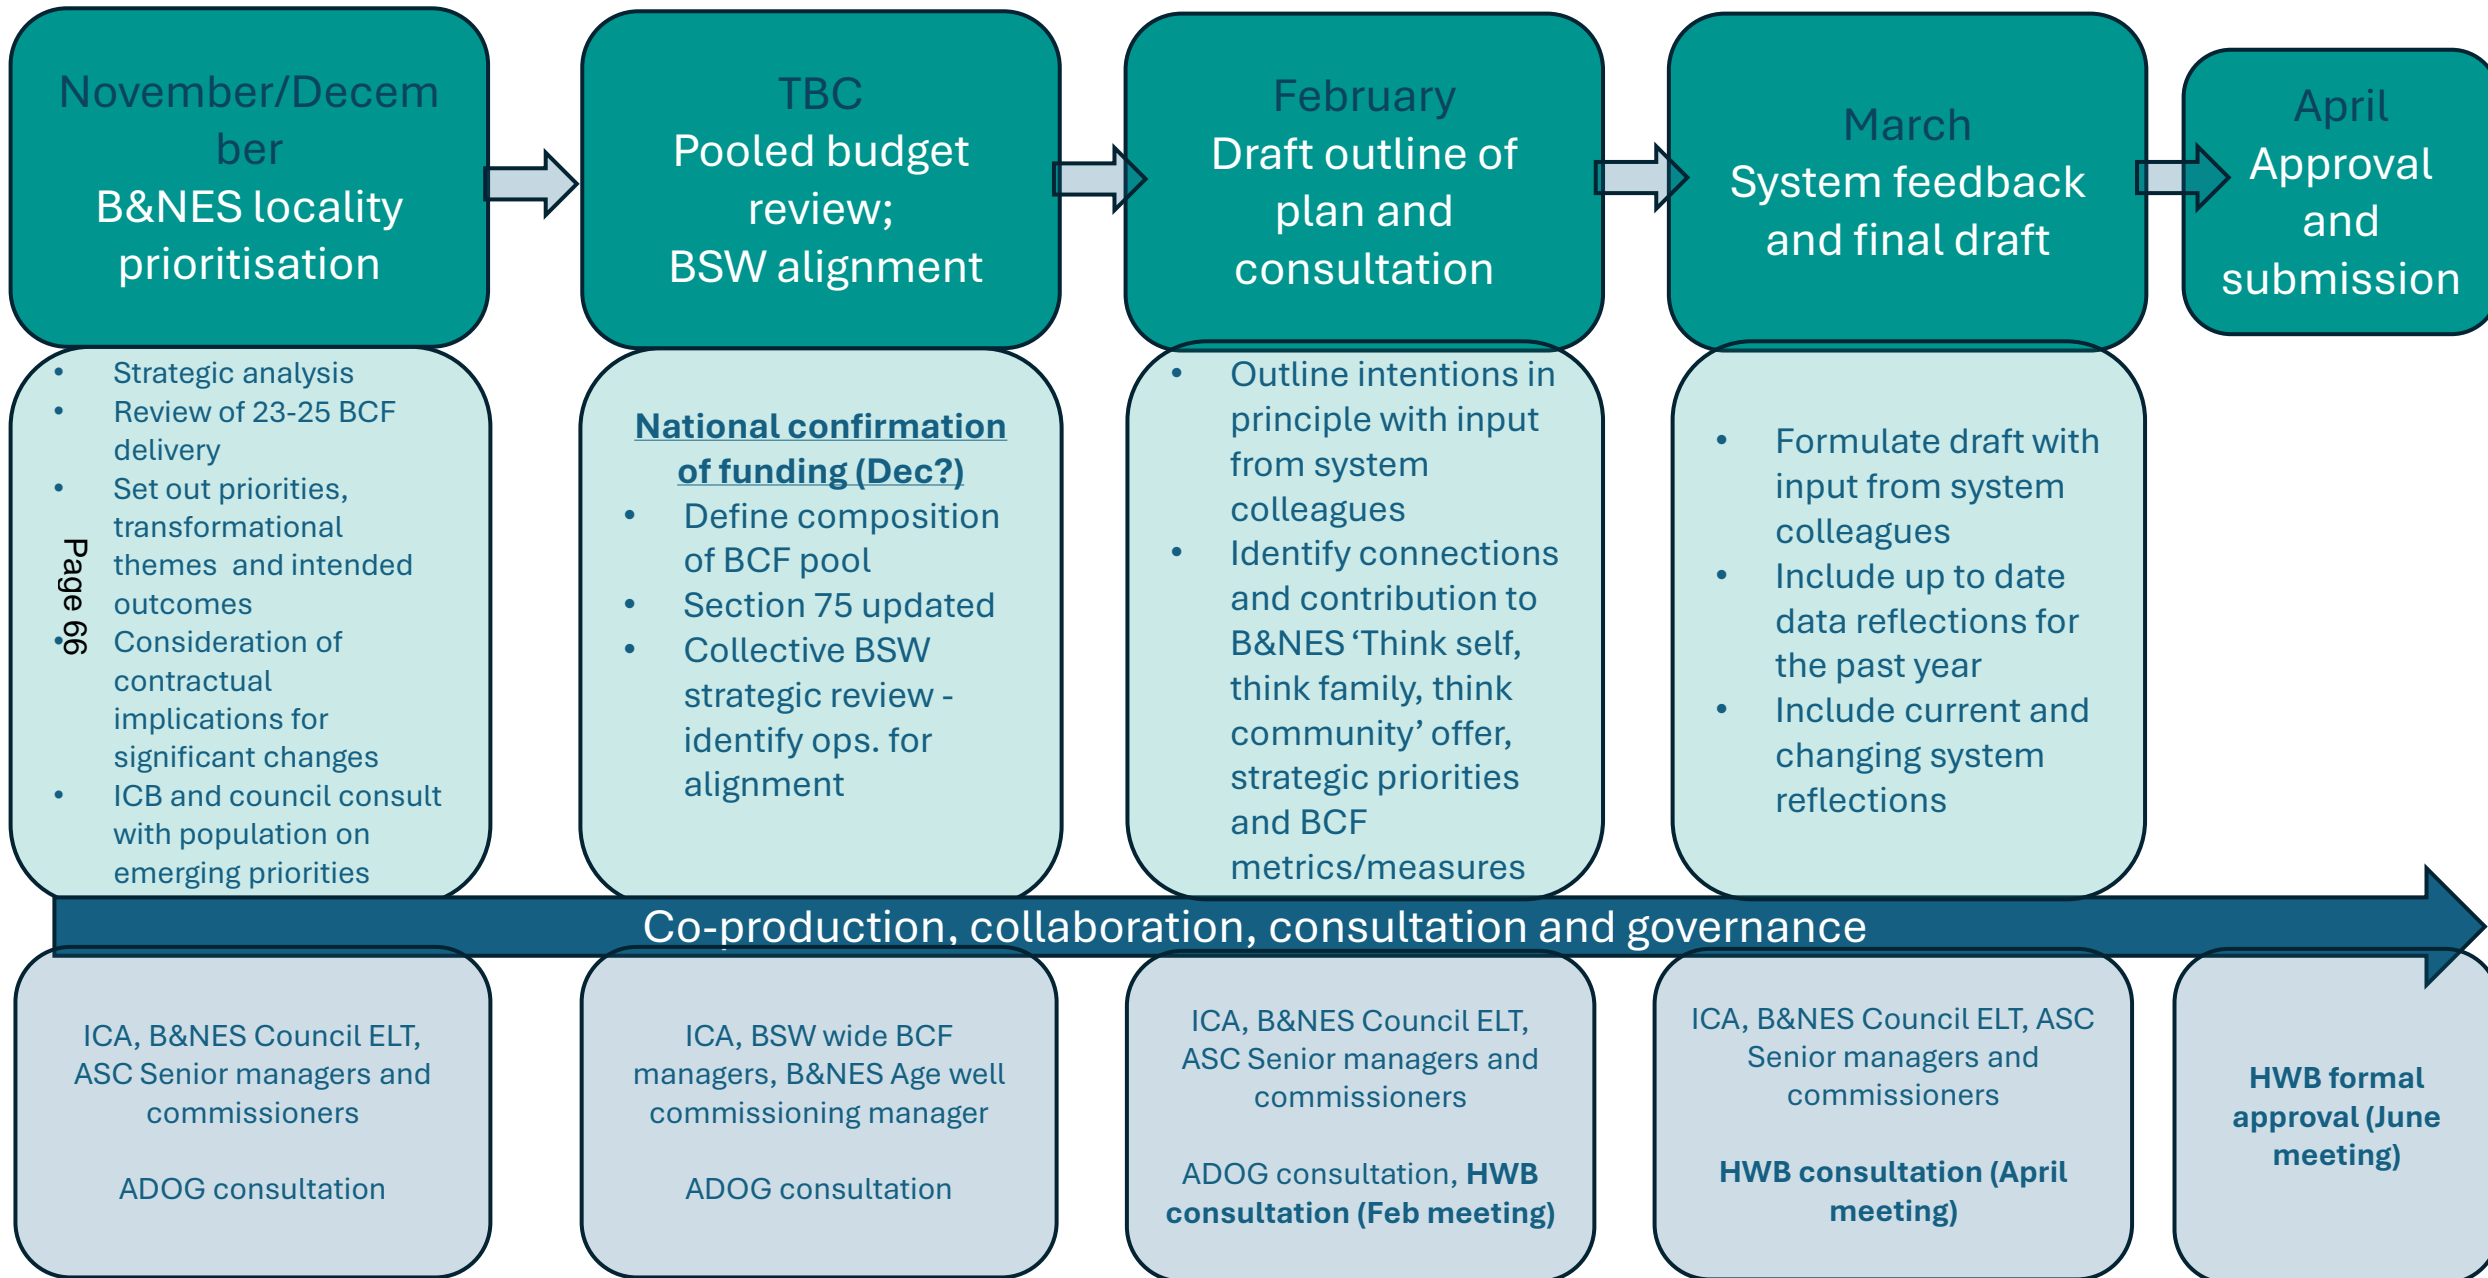 November/Decem
ber
B&NES locality
prioritisation
TBC
Pooled budget
review;
BSW alignment
February
Draft outline of
plan and
consultation
March
System feedback
and final draft
April
Approval
and
submission
• Strategic analysis
• Review of 23-25 BCF
delivery
• Set out priorities,
transformational
themes and intended
outcomes
• Consideration of
contractual
implications for
significant changes
• ICB and council consult
with population on
emerging priorities
Page 66
National confirmation
of funding (Dec?)
• Define composition
of BCF pool
• Section 75 updated
• Collective BSW
strategic review -
identify ops. for
alignment
• Outline intentions in
principle with input
from system
colleagues
• Identify connections
and contribution to
B&NES ‘Think self,
think family, think
community’ offer,
strategic priorities
and BCF
metrics/measures
• Formulate draft with
input from system
colleagues
• Include up to date
data reflections for
the past year
• Include current and
changing system
reflections
Co-production, collaboration, consultation and governance
ICA, B&NES Council ELT,
ASC Senior managers and
commissioners
ADOG consultation
ICA, BSW wide BCF
managers, B&NES Age well
commissioning manager
ADOG consultation
ICA, B&NES Council ELT,
ASC Senior managers and
commissioners
ADOG consultation, HWB
consultation (Feb meeting)
ICA, B&NES Council ELT, ASC
Senior managers and
commissioners
HWB consultation (April
meeting)
HWB formal
approval (June
meeting)